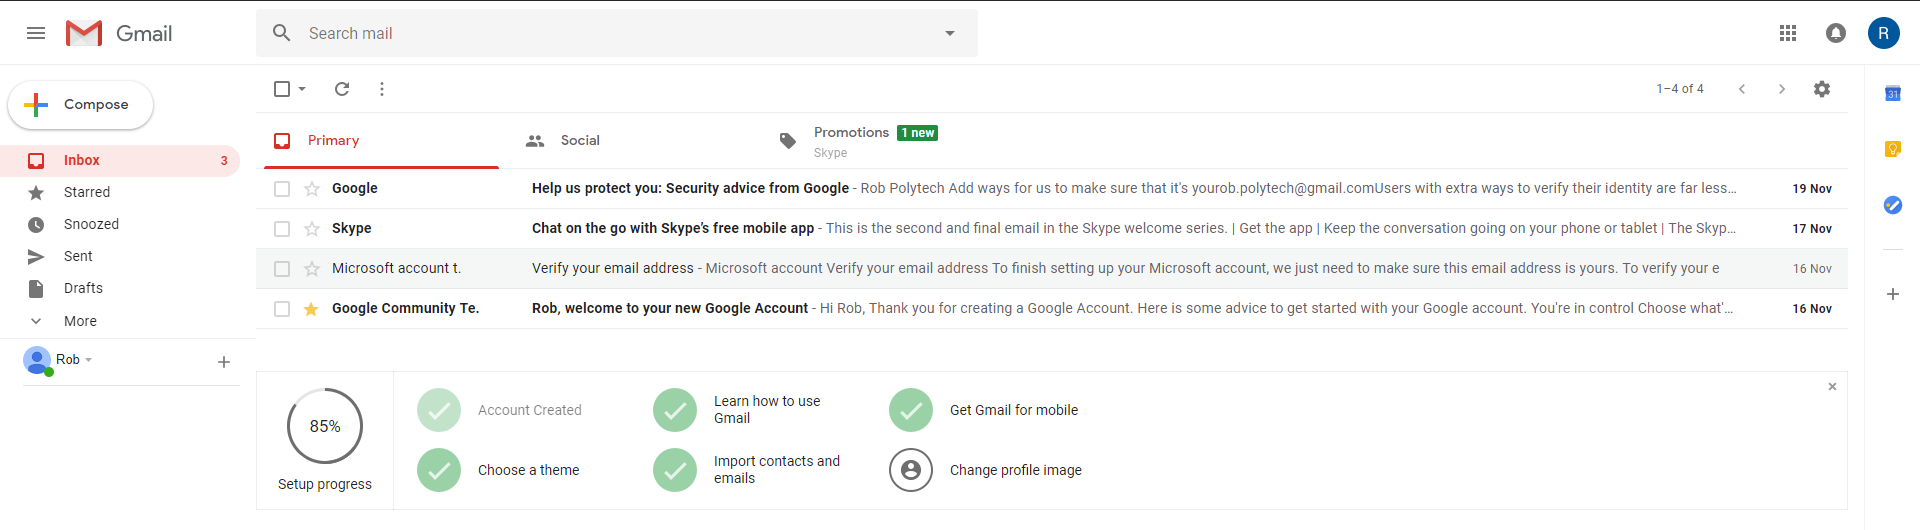 Gmail
Search mail
R
Compose
1–4 of 4
31
Primary
Social
Promotions 1 new
Skype
Inbox 3
Starred
Snoozed
Sent
Drafts
More
Rob
Google Help us protect you: Security advice from Google - Rob Polytech Add ways for us to make sure that it's yourob.polytech@gmail.comUsers with extra ways to verify their identity are far less... 19 Nov
Skype Chat on the go with Skype's free mobile app - This is the second and final email in the Skype welcome series. | Get the app | Keep the conversation going on your phone or tablet | The Skyp... 17 Nov
Microsoft account t. Verify your email address - Microsoft account Verify your email address To finish setting up your Microsoft account, we just need to make sure this email address is yours. To verify your e 16 Nov
Google Community Te. Rob, welcome to your new Google Account - Hi Rob, Thank you for creating a Google Account. Here is some advice to get started with your Google account. You're in control Choose what'... 16 Nov
85%
Setup progress
Account Created
Learn how to use
Gmail
Get Gmail for mobile
Choose a theme
Import contacts and
emails
Change profile image